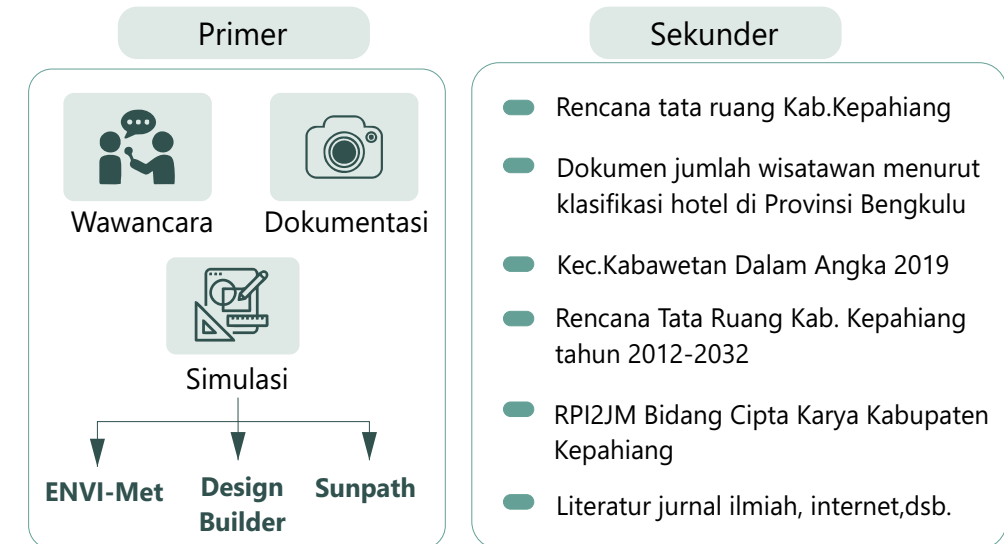 Primer
Wawancara
Dokumentasi
Simulasi
ENVI-Met
Design
Builder
Sunpath
Sekunder
Rencana tata ruang Kab.Kepahiang
Dokumen jumlah wisatawan menurut
klasifikasi hotel di Provinsi Bengkulu
Kec.Kabawetan Dalam Angka 2019
Rencana Tata Ruang Kab. Kepahiang
tahun 2012-2032
RPI2JM Bidang Cipta Karya Kabupaten
Kepahiang
Literatur jurnal ilmiah, internet,dsb.